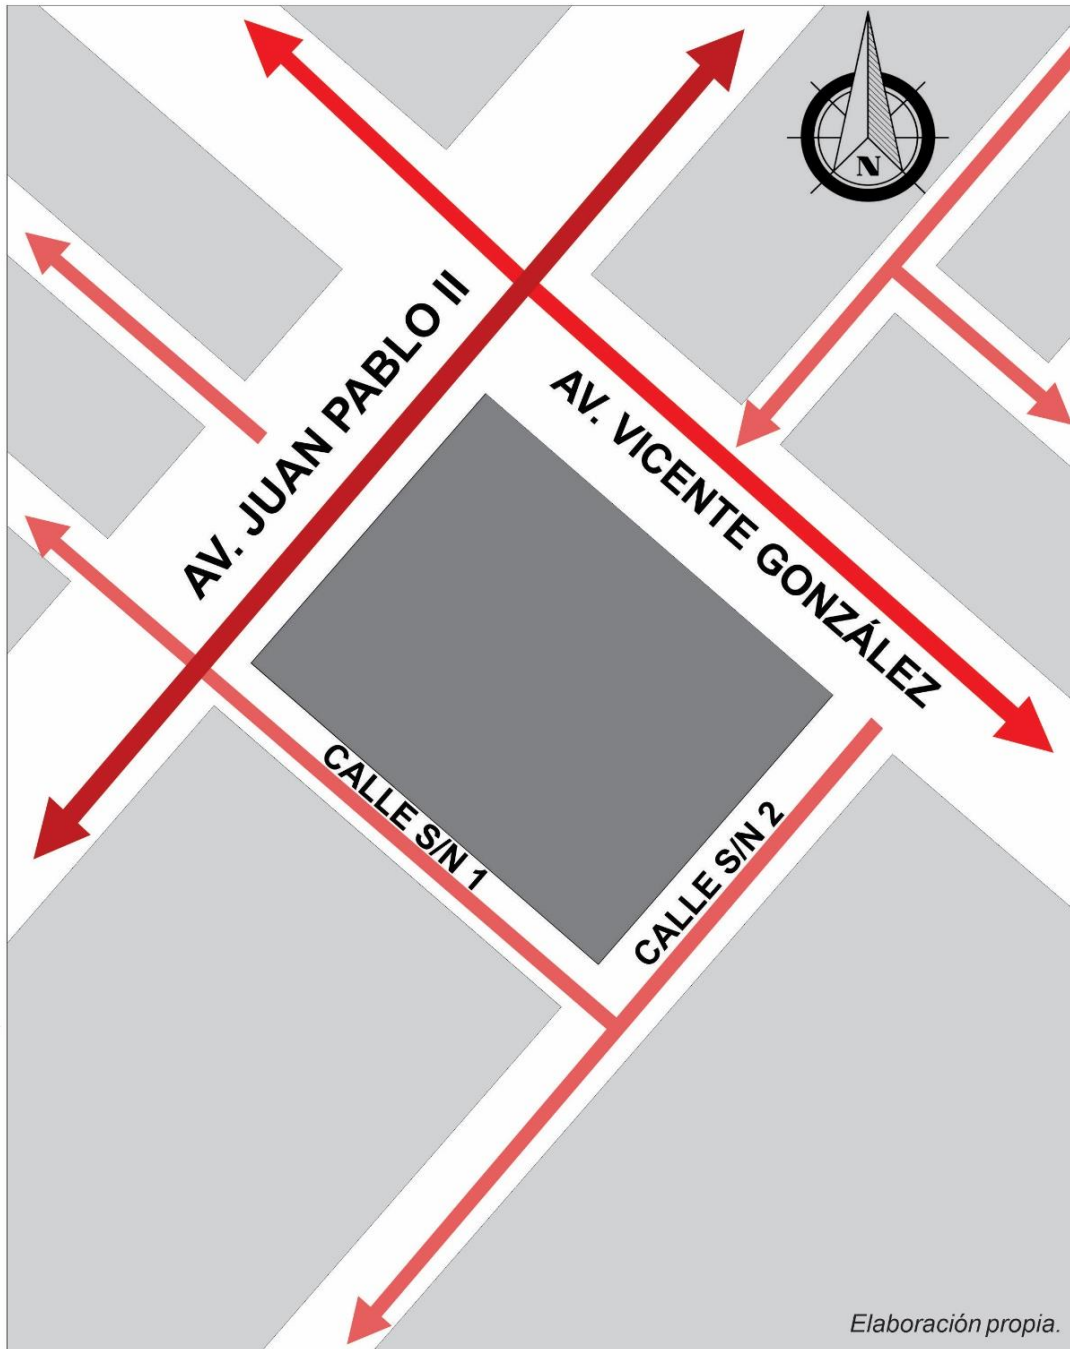 N
AV. JUAN PABLO II
AV. VICENTE GONZÁLEZ
CALLE S/N 1
CALLE S/N 2
Elaboración propia.